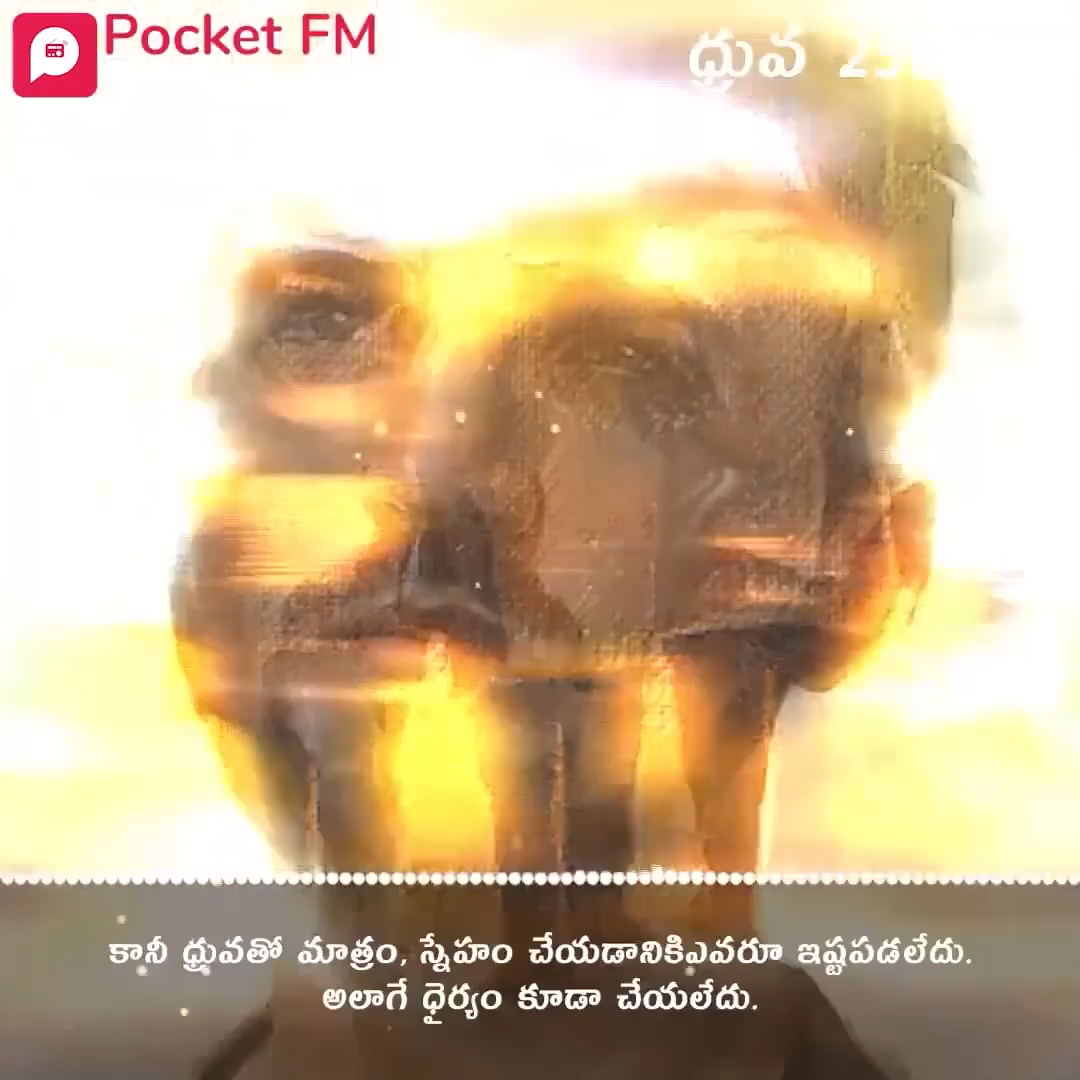 Pocket FM
ధ్రువ
కానీ ధ్రువతో మాత్రం, స్నేహం చేయడానికిఎవరూ ఇష్టపడలేదు.
అలాగే ధైర్యం కూడా చేయలేదు.